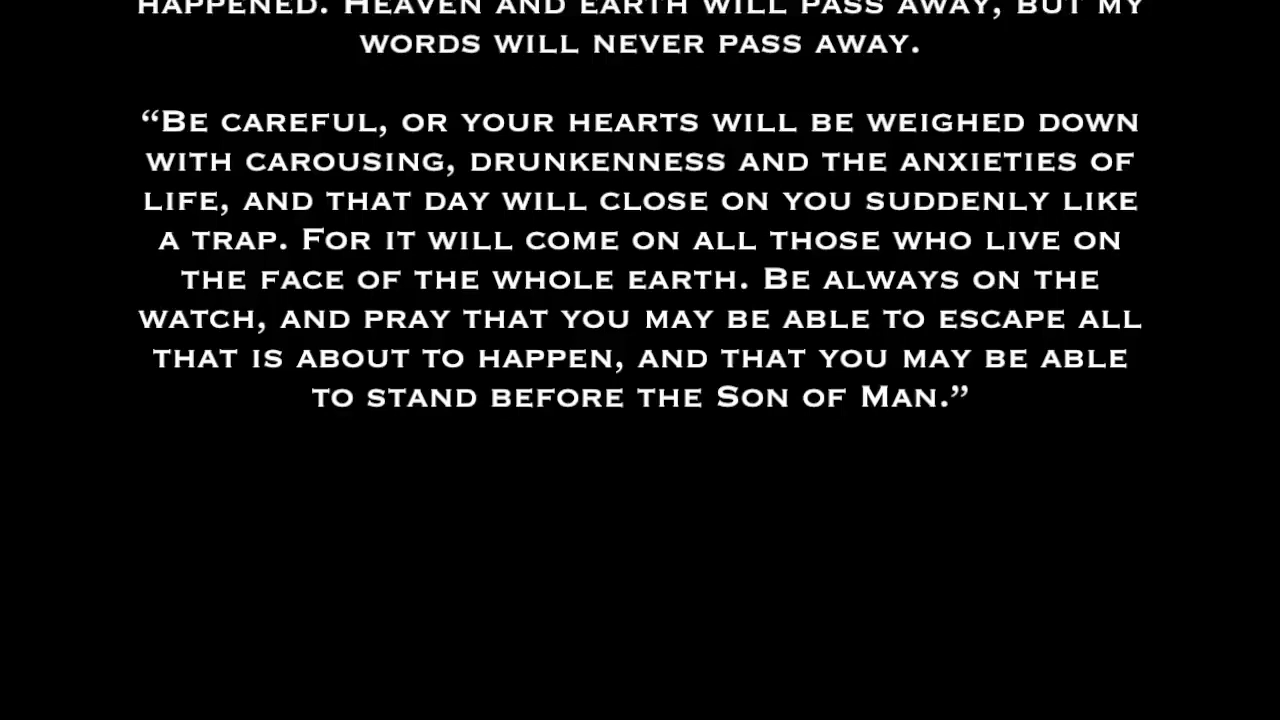 happened. Heaven and earth will pass away, but my
words will never pass away.
“Be careful, or your hearts will be weighed down
with carousing, drunkenness and the anxieties of
life, and that day will close on you suddenly like
a trap. For it will come on all those who live on
the face of the whole earth. Be always on the
watch, and pray that you may be able to escape all
that is about to happen, and that you may be able
to stand before the Son of Man.”